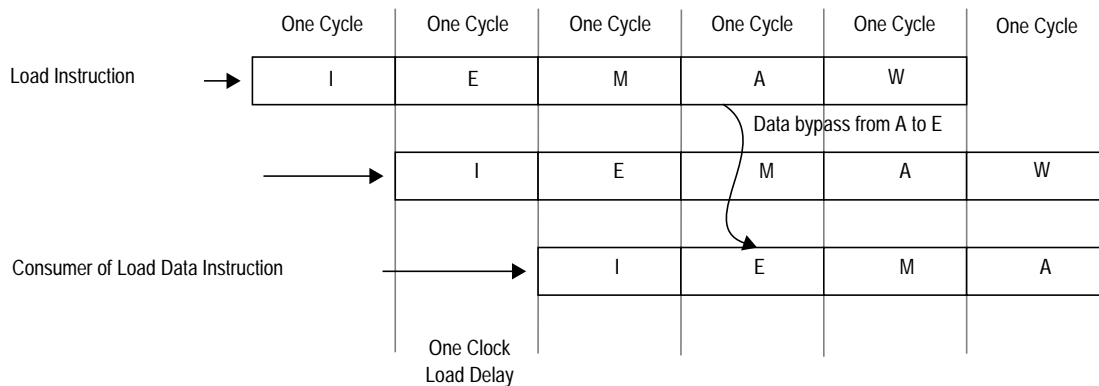 One Cycle One Cycle One Cycle One Cycle One Cycle One Cycle
Load Instruction I E M A W
Data bypass from A to E
I E M A W
Consumer of Load Data Instruction I E M A
One Clock
Load Delay